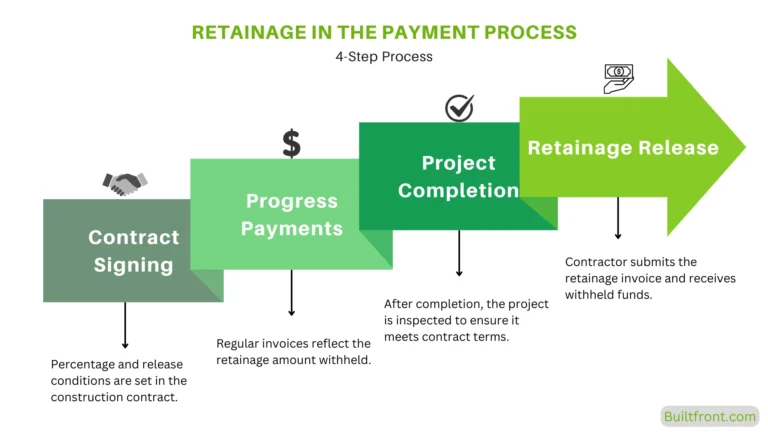 RETAINAGE IN THE PAYMENT PROCESS
4-Step Process
Contract
Signing
Percentage and release
conditions are set in the
construction contract.
$
Progress
Payments
Regular invoices reflect the
retainage amount withheld.
Project
Completion
After completion, the project
is inspected to ensure it
meets contract terms.
Retainage Release
Contractor submits the
retainage invoice and receives
withheld funds.
Builtfront.com